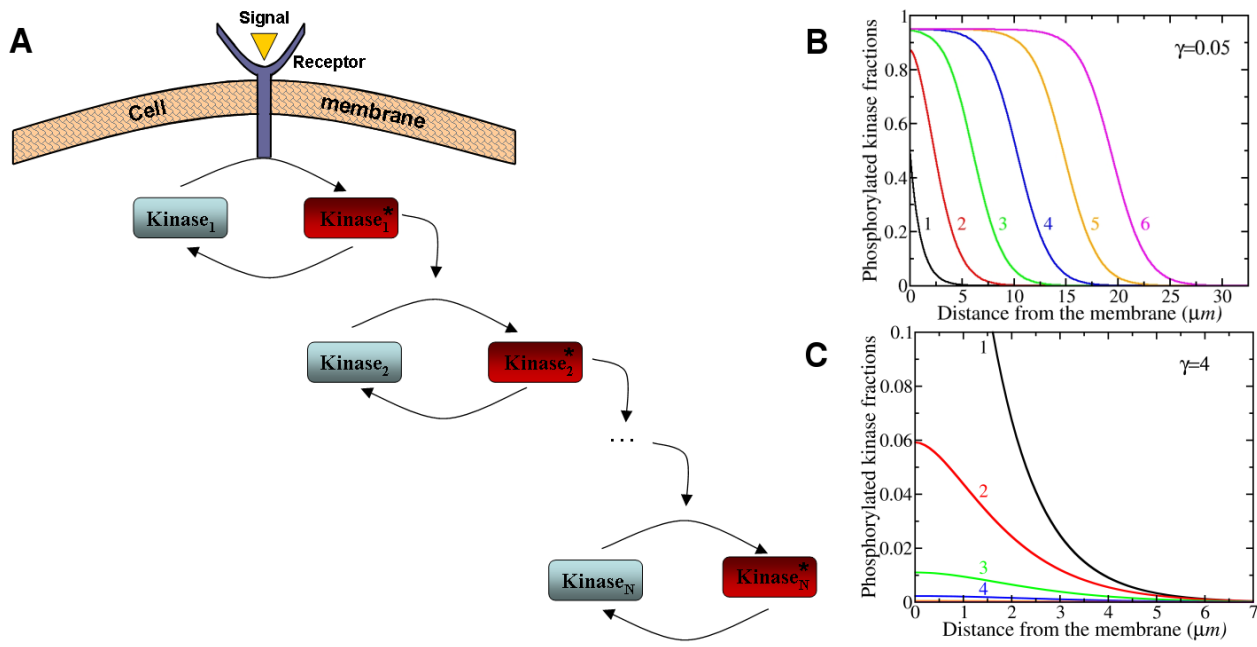 A
Signal
Receptor
Cell membrane
Kinase1
Kinase1*
Kinase2
Kinase2*
...
KinaseN
KinaseN*
B
Phosphorylated kinase fractions
1
0.8
0.6
0.4
0.2
0
γ=0.05
1 2 3 4 5 6
0 5 10 15 20 25 30
Distance from the membrane (μm)
C
Phosphorylated kinase fractions
0.1
0.08
0.06
0.04
0.02
0
γ=4
1
2
3
4
0 1 2 3 4 5 6 7
Distance from the membrane (μm)